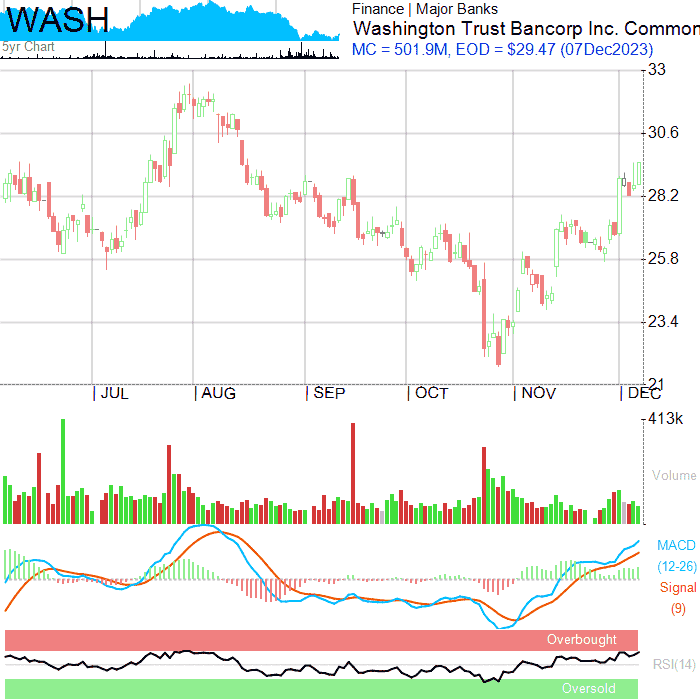 WASH
5yr Chart
Finance | Major Banks
Washington Trust Bancorp Inc. Common
MC = 501.9M, EOD = $29.47 (07Dec2023)
33
30.6
28.2
25.8
23.4
21
JUL AUG SEP OCT NOV DEC
413k
Volume
MACD
(12-26)
Signal
(9)
Overbought
RSI(14)
Oversold